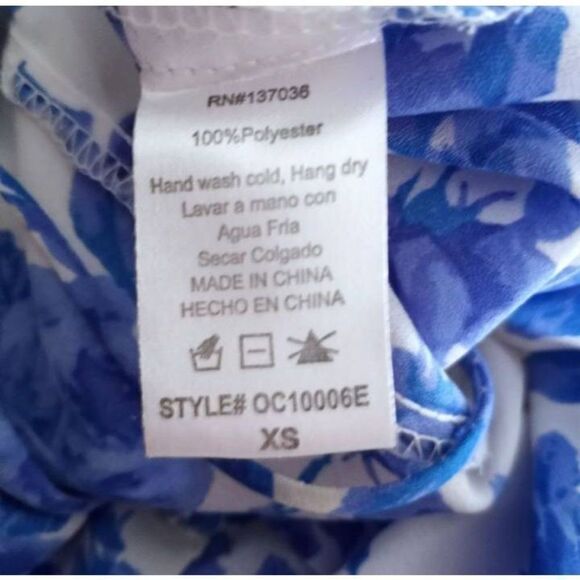 RN#137036
100%Polyester
Hand wash cold, Hang dry
Lavar a mano con
Agua Fria
Secar Colgado
MADE IN CHINA
HECHO EN CHINA
STYLE# OC10006E
XS